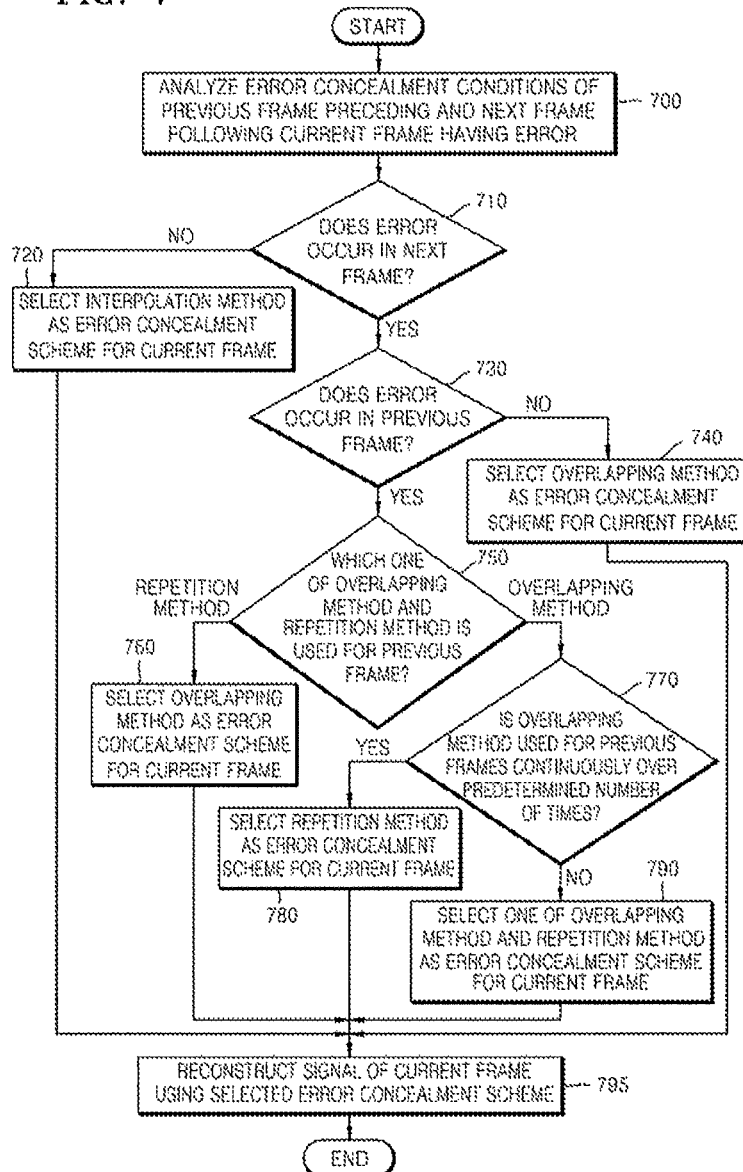 START
ANALYZE ERROR CONCEALMENT CONDITIONS OF
PREVIOUS FRAME PRECEDING AND NEXT FRAME
FOLLOWING CURRENT FRAME HAVING ERROR
700
710
DOES ERROR
OCCUR IN NEXT
FRAME?
NO
720
SELECT INTERPOLATION METHOD
AS ERROR CONCEALMENT
SCHEME FOR CURRENT FRAME
YES
730
DOES ERROR
OCCUR IN PREVIOUS
FRAME?
NO
740
SELECT OVERLAPPING METHOD
AS ERROR CONCEALMENT
SCHEME FOR CURRENT FRAME
YES
750
WHICH ONE
OF OVERLAPPING
METHOD AND
REPETITION METHOD IS
USED FOR PREVIOUS
FRAME?
REPETITION
METHOD
OVERLAPPING
METHOD
760
SELECT OVERLAPPING
METHOD AS ERROR
CONCEALMENT SCHEME
FOR CURRENT FRAME
770
IS OVERLAPPING
METHOD USED FOR PREVIOUS
FRAMES CONTINUOUSLY OVER
PREDETERMINED NUMBER
OF TIMES?
YES
SELECT REPETITION METHOD
AS ERROR CONCEALMENT
SCHEME FOR CURRENT FRAME
780
NO
790
SELECT ONE OF OVERLAPPING
METHOD AND REPETITION METHOD
AS ERROR CONCEALMENT SCHEME
FOR CURRENT FRAME
RECONSTRUCT SIGNAL OF CURRENT FRAME
USING SELECTED ERROR CONCEALMENT SCHEME
795
END